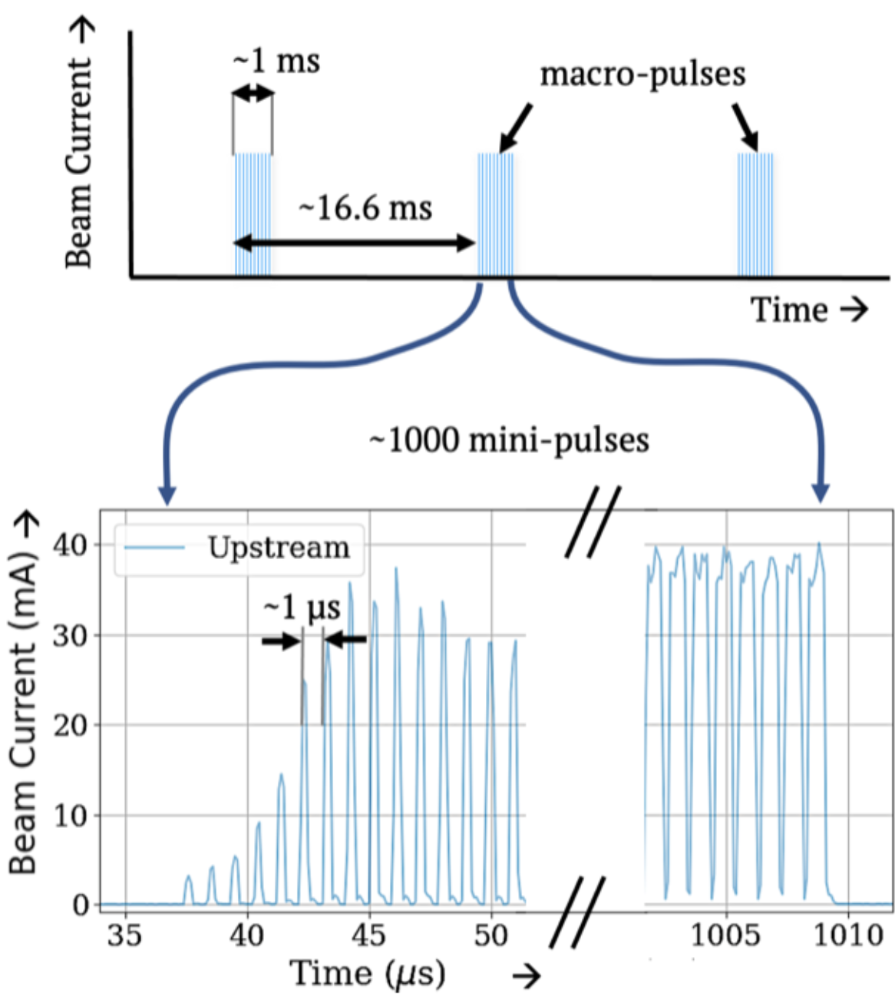 Beam Current →
~1 ms
macro-pulses
~16.6 ms
Time →
~1000 mini-pulses
Beam Current (mA) →
Upstream
~1 μs
40
30
20
10
0
35 40 45 50 1005 1010
Time (μs) →